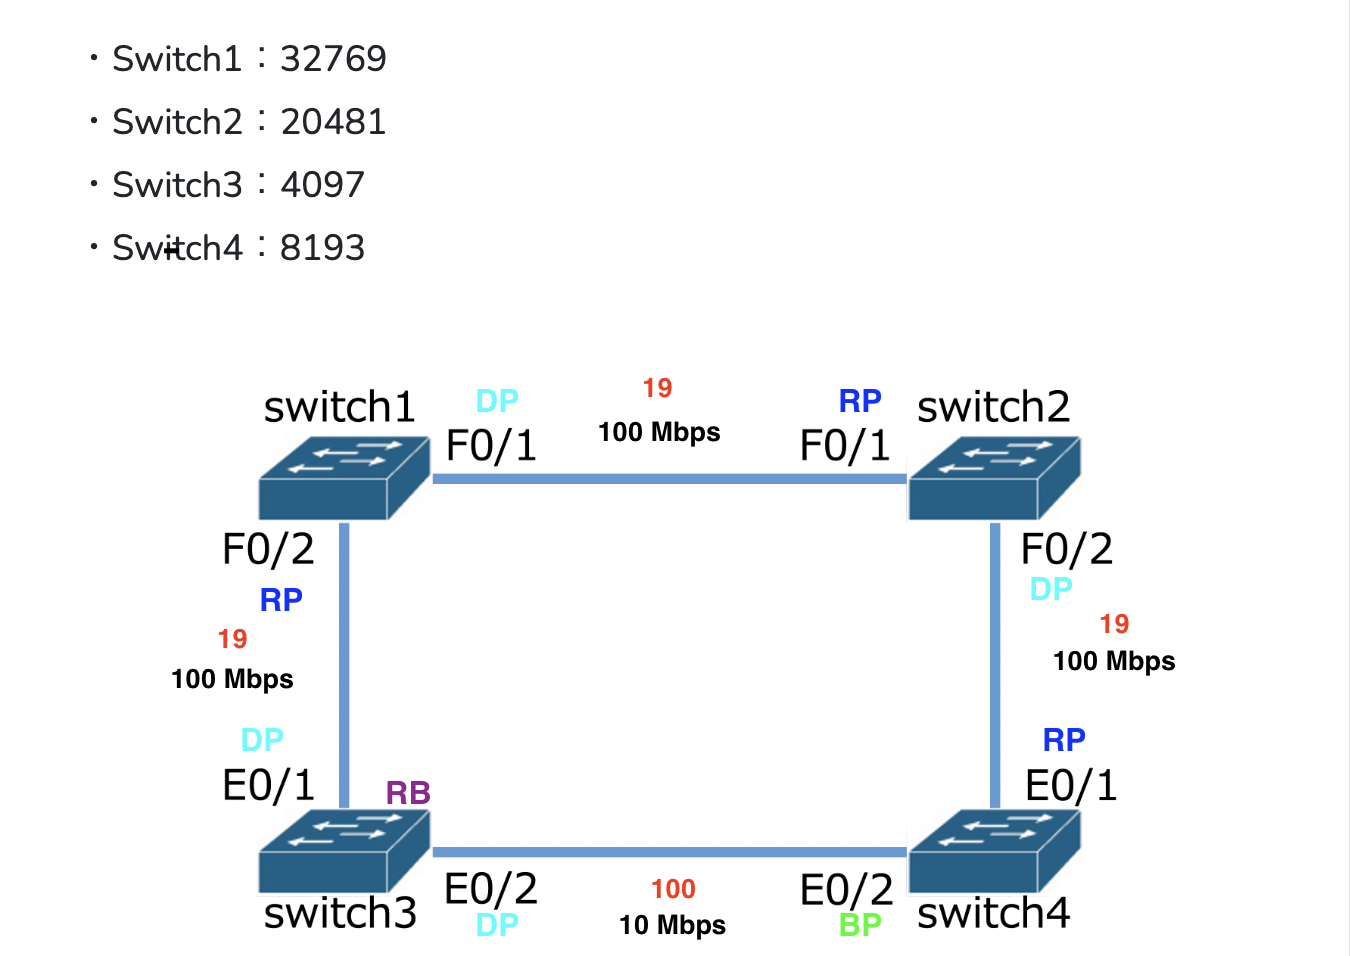 ・Switch1：32769
・Switch2：20481
・Switch3：4097
・Switch4：8193
switch1
DP
19
RP
switch2
F0/1
100 Mbps
F0/1
F0/2
F0/2
RP
DP
19
19
100 Mbps
100 Mbps
DP
RP
E0/1
RB
E0/1
switch3
E0/2
100
E0/2
switch4
DP
10 Mbps
BP